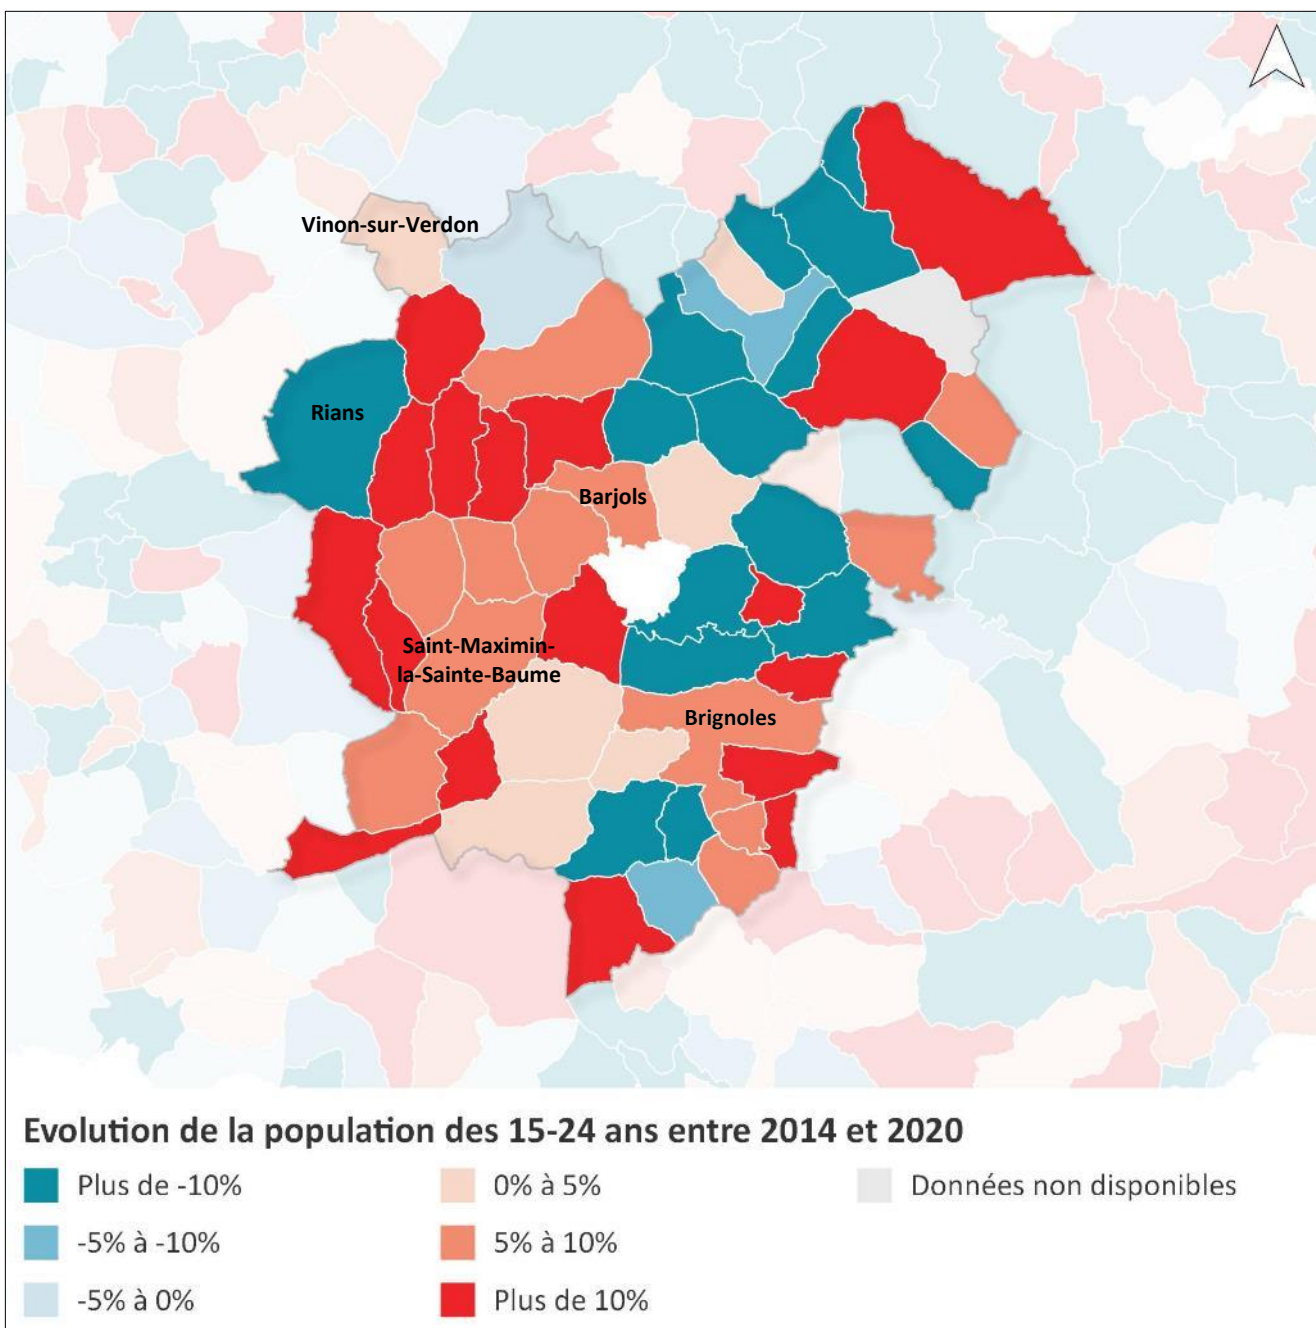 Vinon-sur-Verdon
Rians
Barjols
Saint-Maximin-
la-Sainte-Baume
Brignoles
Evolution de la population des 15-24 ans entre 2014 et 2020
Plus de -10%
-5% à -10%
-5% à 0%
0% à 5%
5% à 10%
Plus de 10%
Données non disponibles